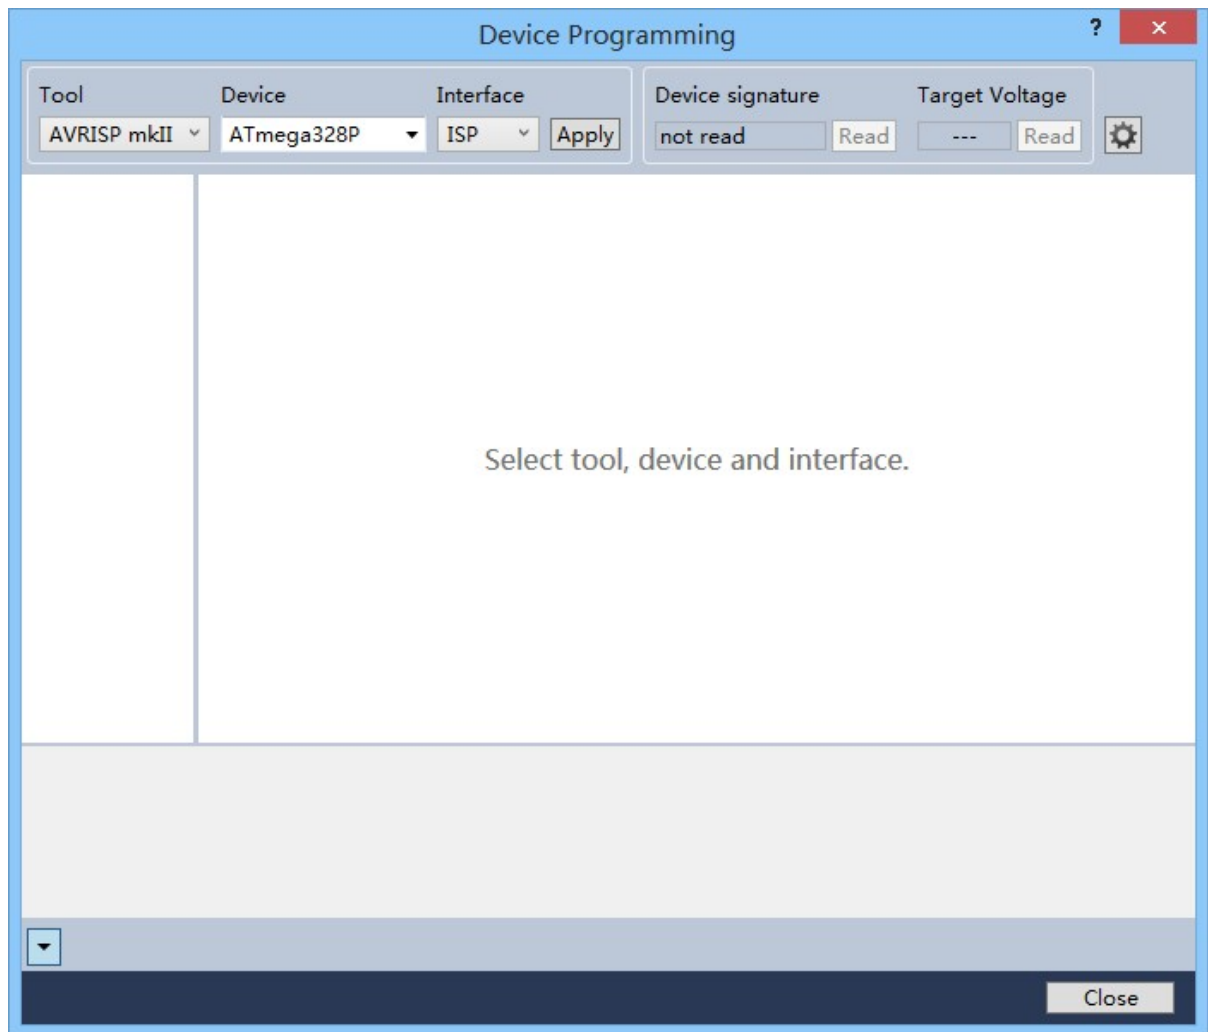 Device Programming
?
Tool Device Interface Device signature Target Voltage
AVRISP mkII ATmega328P ISP Apply not read Read --- Read
Select tool, device and interface.
Close